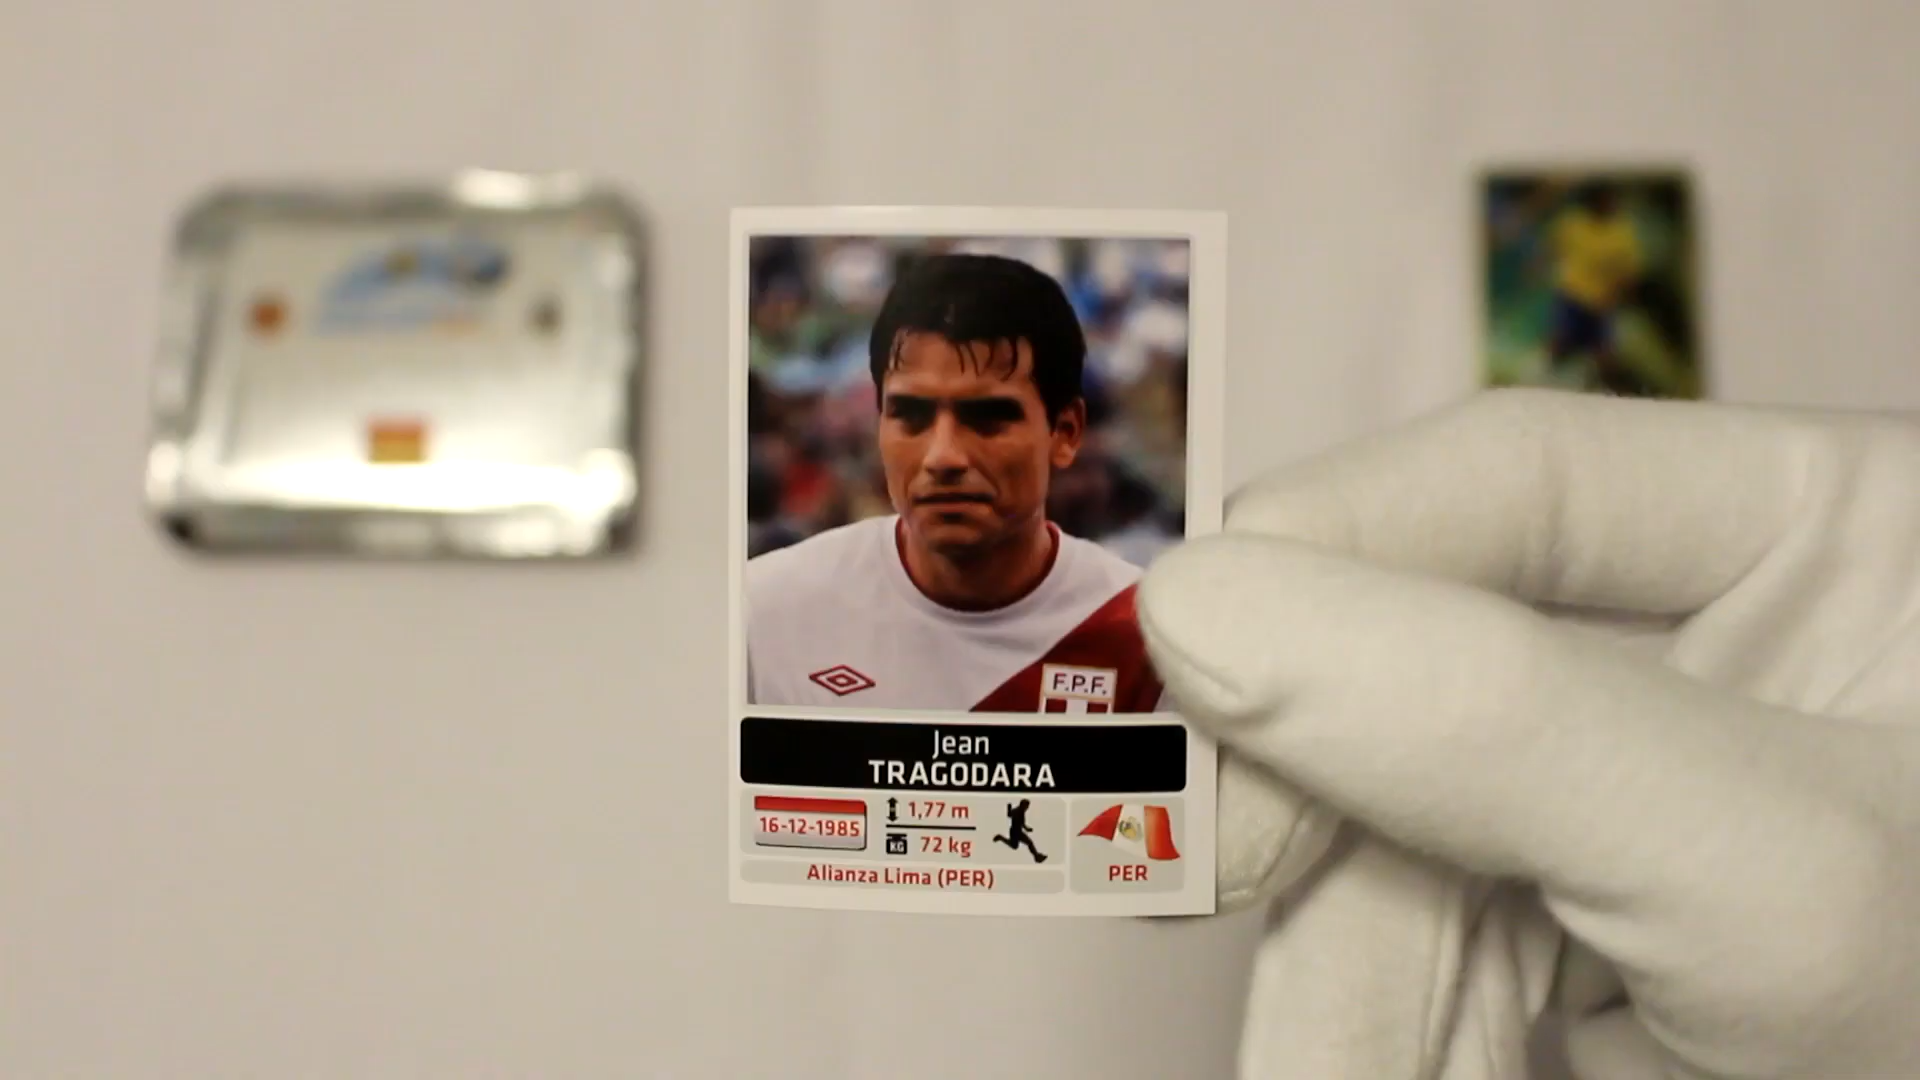 F.P.F.
Jean
TRAGODARA
16-12-1985
1,77 m
KG 72 kg
Alianza Lima (PER)
PER